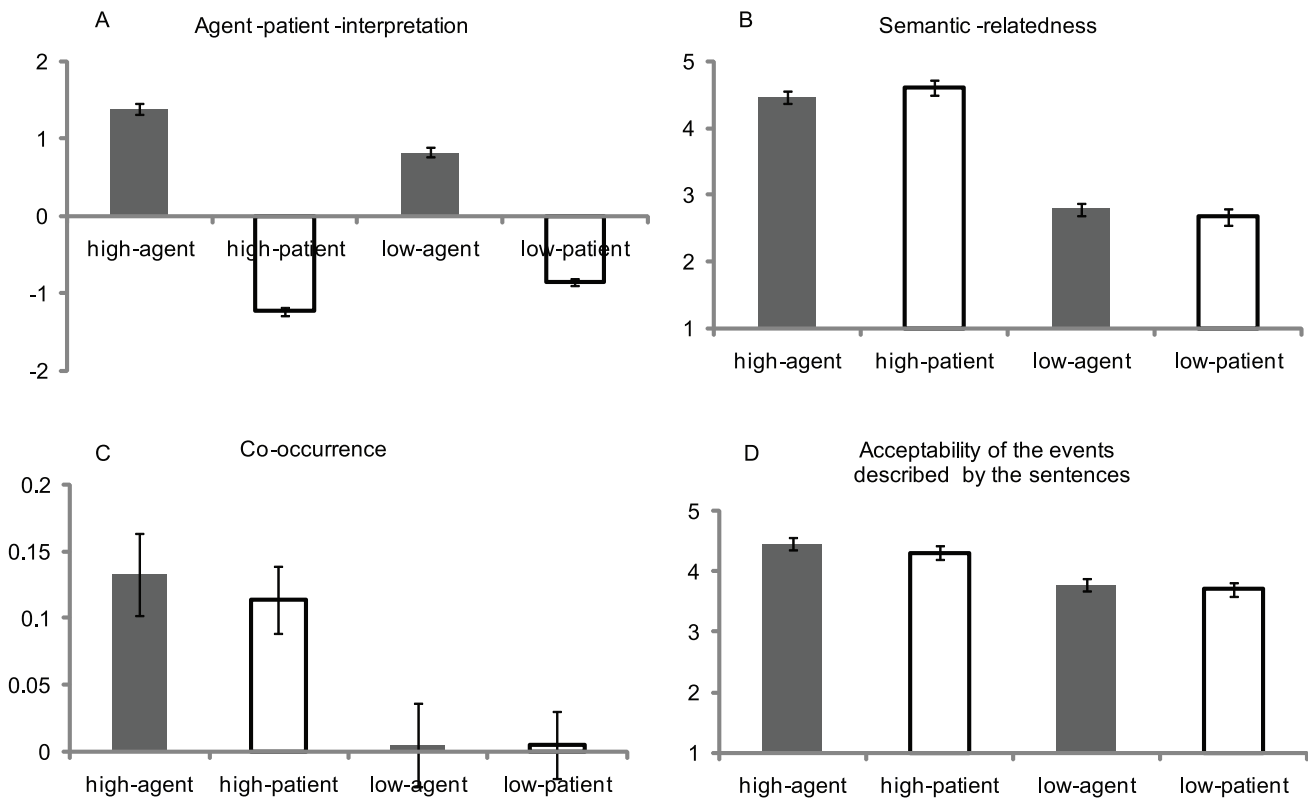 A
Agent-patient-interpretation
2
1
0
-1
-2
high-agent high-patient low-agent low-patient
B
Semantic-relatedness
5
4
3
2
1
high-agent high-patient low-agent low-patient
C
Co-occurrence
0.2
0.15
0.1
0.05
0
high-agent high-patient low-agent low-patient
D
Acceptability of the events
described by the sentences
5
4
3
2
1
high-agent high-patient low-agent low-patient